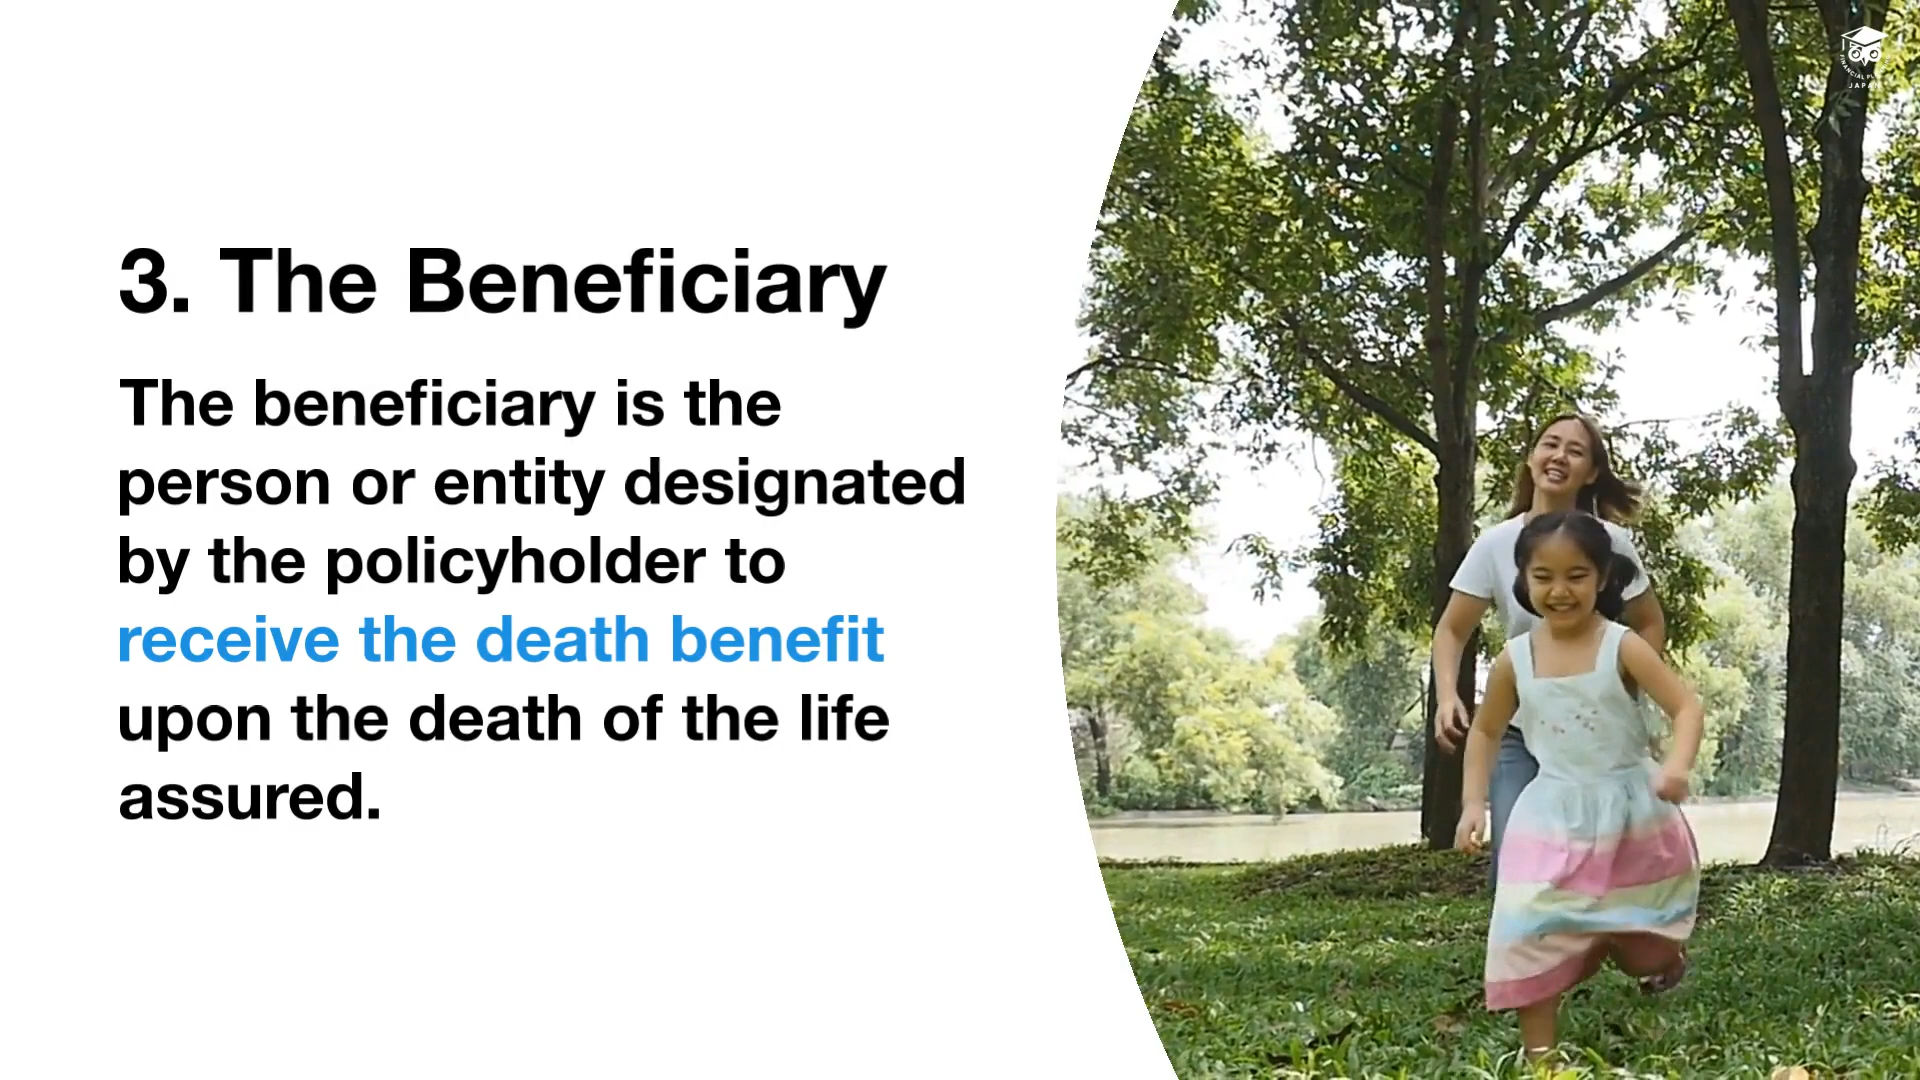 3. The Beneficiary
The beneficiary is the
person or entity designated
by the policyholder to
receive the death benefit
upon the death of the life
assured.
JAPAN